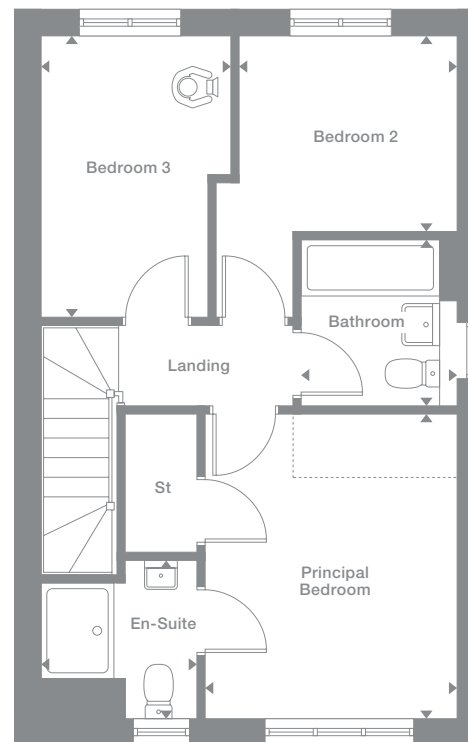 Bedroom 3
Bedroom 2
Bathroom
Landing
St
Principal
Bedroom
En-Suite